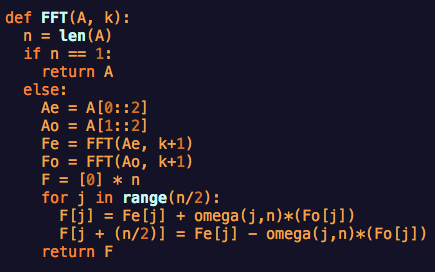 def FFT(A, k):
  n = len(A)
  if n == 1:
    return A
  else:
    Ae = A[0::2]
    Ao = A[1::2]
    Fe = FFT(Ae, k+1)
    Fo = FFT(Ao, k+1)
    F = [0] * n
    for j in range(n/2):
      F[j] = Fe[j] + omega(j,n)*(Fo[j])
      F[j + (n/2)] = Fe[j] - omega(j,n)*(Fo[j])
    return F